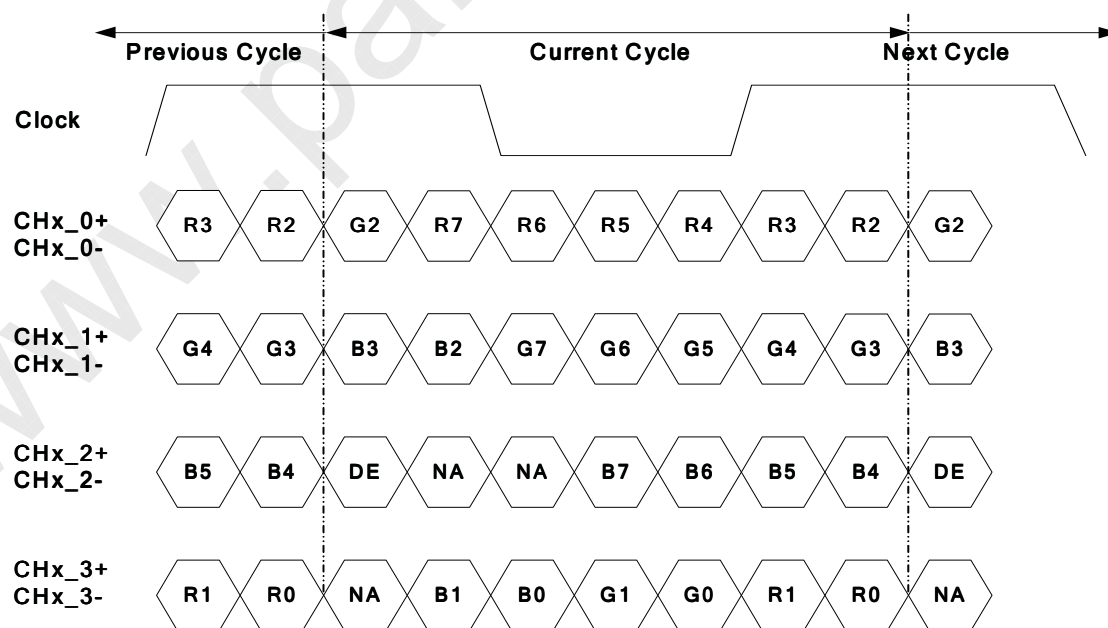 Previous Cycle Current Cycle Next Cycle
Clock
CHx_0+
CHx_0-
R3 R2 G2 R7 R6 R5 R4 R3 R2 G2
CHx_1+
CHx_1-
G4 G3 B3 B2 G7 G6 G5 G4 G3 B3
CHx_2+
CHx_2-
B5 B4 DE NA NA B7 B6 B5 B4 DE
CHx_3+
CHx_3-
R1 R0 NA B1 B0 G1 G0 R1 R0 NA
www.pa